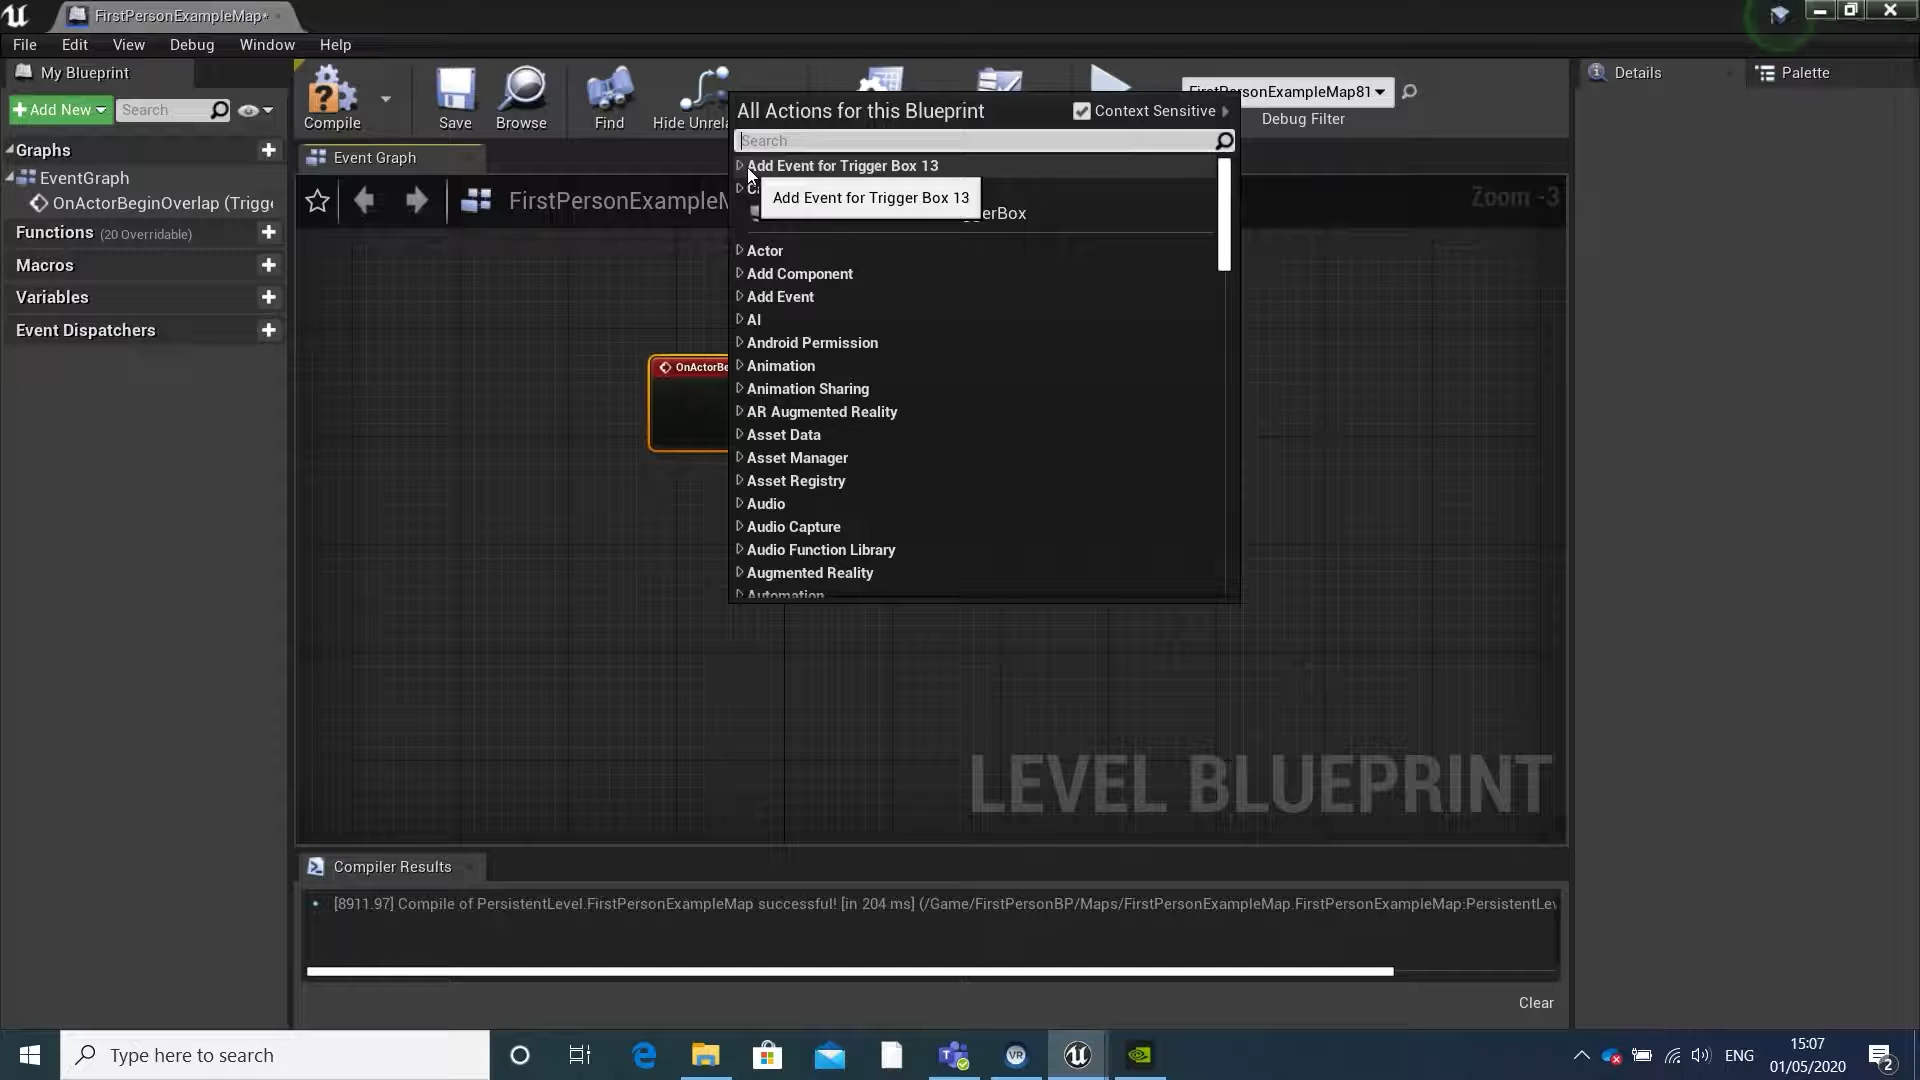 FirstPersonExampleMap*
File Edit View Debug Window Help
My Blueprint
Details
Palette
Add New
Search
Compile
Save
Browse
Find
Hide Unrela
FirstPersonExampleMap81
Debug Filter
All Actions for this Blueprint
Context Sensitive
Search
Graphs
EventGraph
OnActorBeginOverlap (Trigge
Functions (20 Overridable)
Macros
Variables
Event Dispatchers
Event Graph
FirstPersonExampleM
Zoom -3
Add Event for Trigger Box 13
Add Event for Trigger Box 13
gerBox
Actor
Add Component
Add Event
AI
Android Permission
Animation
Animation Sharing
AR Augmented Reality
Asset Data
Asset Manager
Asset Registry
Audio
Audio Capture
Audio Function Library
Augmented Reality
Automation
OnActorBe
LEVEL BLUEPRINT
Compiler Results
[8911.97] Compile of PersistentLevel.FirstPersonExampleMap successful! [in 204 ms] (/Game/FirstPersonBP/Maps/FirstPersonExampleMap.FirstPersonExampleMap:PersistentLev
Clear
Type here to search
VR
ENG
15:07
01/05/2020
2